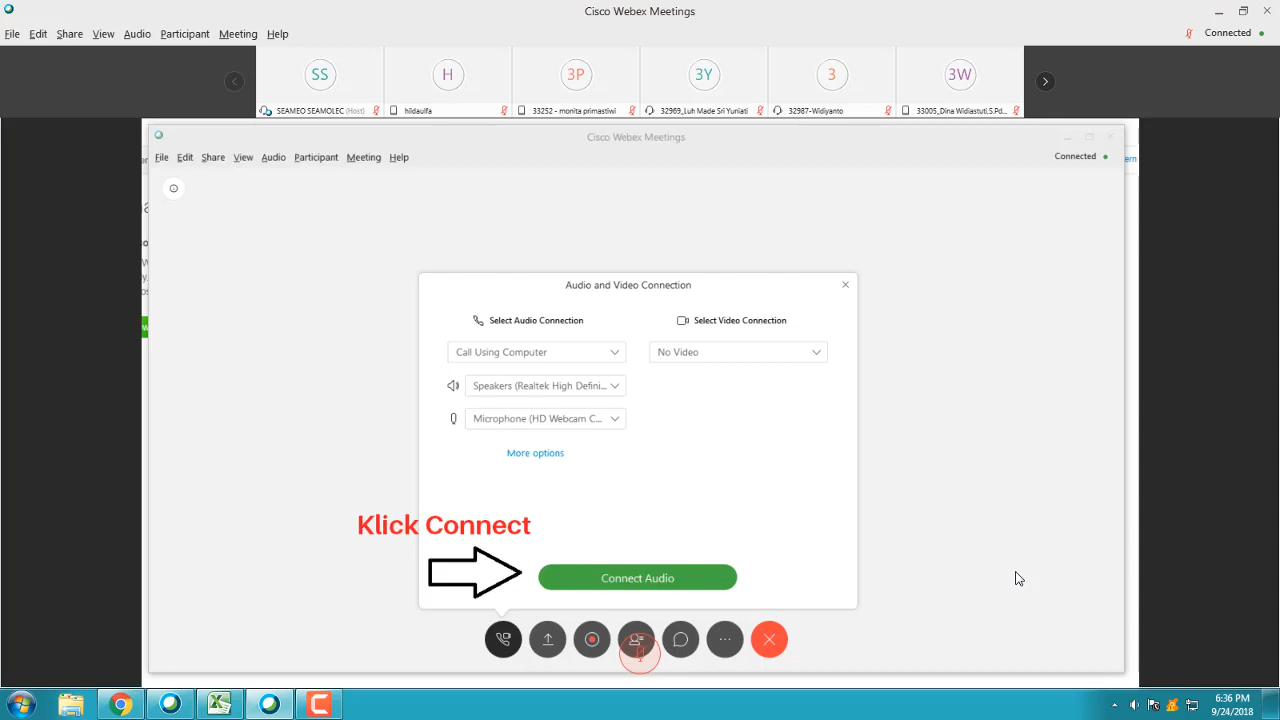 Cisco Webex Meetings
File Edit Share View Audio Participant Meeting Help
Connected
SS H 3P 3Y 3 3W
SEAMEO SEAMOLEC (Host) hildaulfa 33252 - monita primastiwi 32969_Luh Made Sri Yuniati 32987-Widiyanto 33005_Dina Widiastuti,S.Pd...
Cisco Webex Meetings
File Edit Share View Audio Participant Meeting Help
Connected
Audio and Video Connection
Select Audio Connection Select Video Connection
Call Using Computer No Video
Speakers (Realtek High Defini...
Microphone (HD Webcam C...
More options
Klick Connect
Connect Audio
6:36 PM
9/24/2018